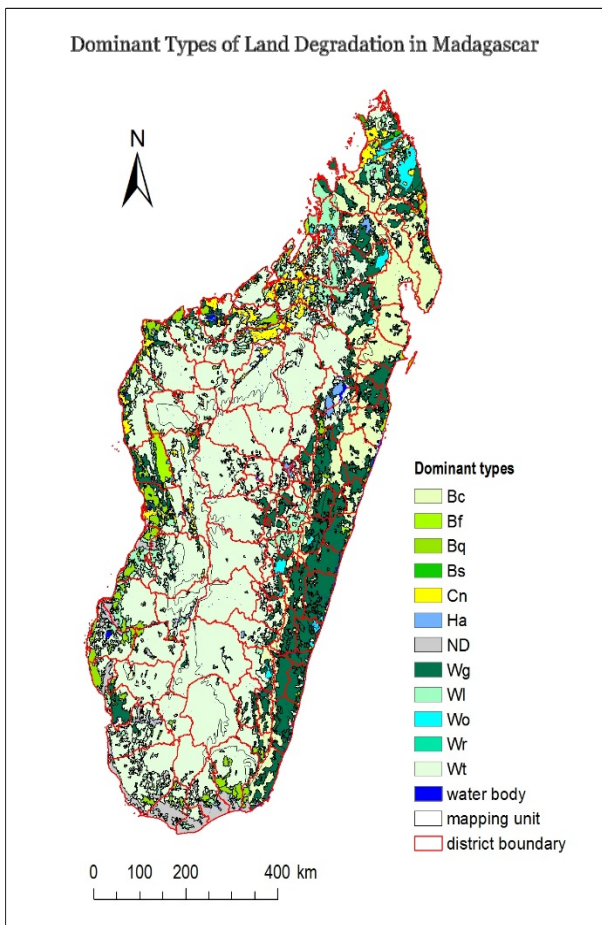 Dominant Types of Land Degradation in Madagascar
N
Dominant types
Bc
Bf
Bq
Bs
Cn
Ha
ND
Wg
Wl
Wo
Wr
Wt
water body
mapping unit
district boundary
0 100 200 400 km